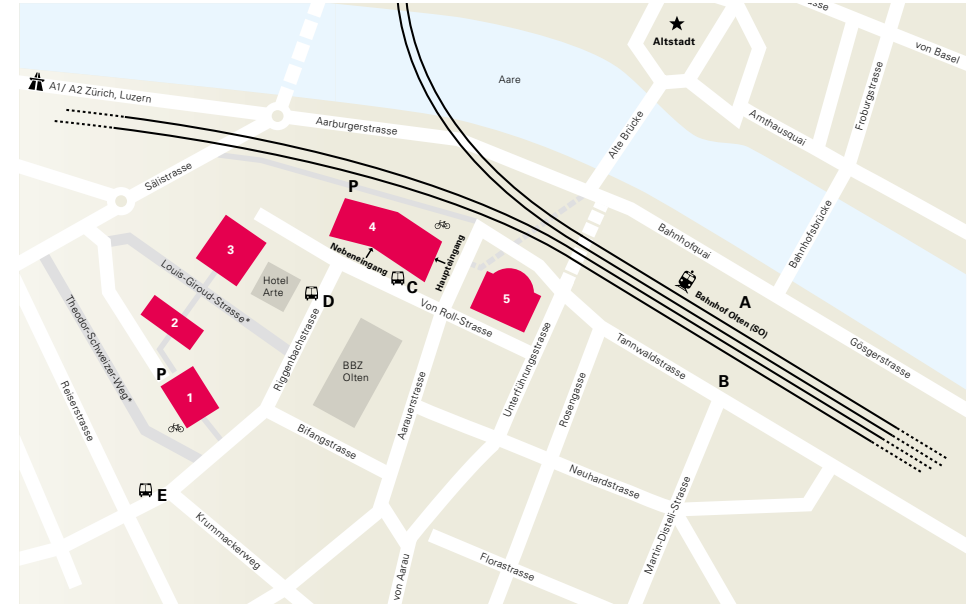 sse
von Basel
Altstadt
Aare
A1/ A2 Zürich, Luzern
Aarburgerstrasse
Alte Brücke
Amthausquai
Froburgstrasse
Sälistrasse
P
4
Nebeneingang
Haupteingang
3
Louis-Giroud-Strasse*
Hotel
Arte
D
C
Von Roll-Strasse
5
Bahnhofquai
Bahnhofsbrücke
A
Bahnhof Olten (SO)
Gösgerstrasse
Theodor-Schweizer-Weg*
2
P
1
Riggenbachstrasse
BBZ
Olten
Aarauerstrasse
Unterführungsstrasse
Rosengasse
Tannwaldstrasse
B
Reiserstrasse
Bifangstrasse
Neuhardstrasse
E
Krummackerweg
von Aarau
Florastrasse
Martin-Disteli-Strasse